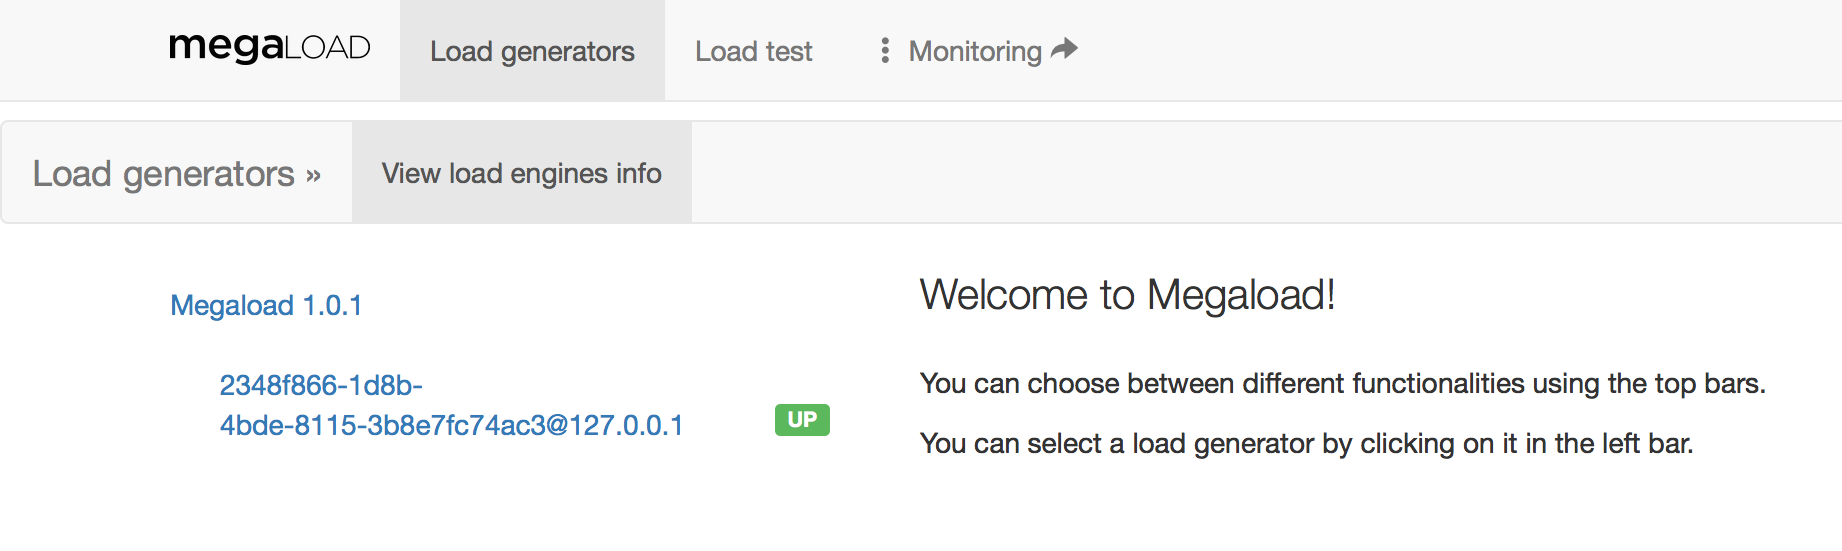 megaLOAD Load generators Load test Monitoring
Load generators » View load engines info
Megaload 1.0.1
2348f866-1d8b-
4bde-8115-3b8e7fc74ac3@127.0.0.1
UP
Welcome to Megaload!
You can choose between different functionalities using the top bars.
You can select a load generator by clicking on it in the left bar.